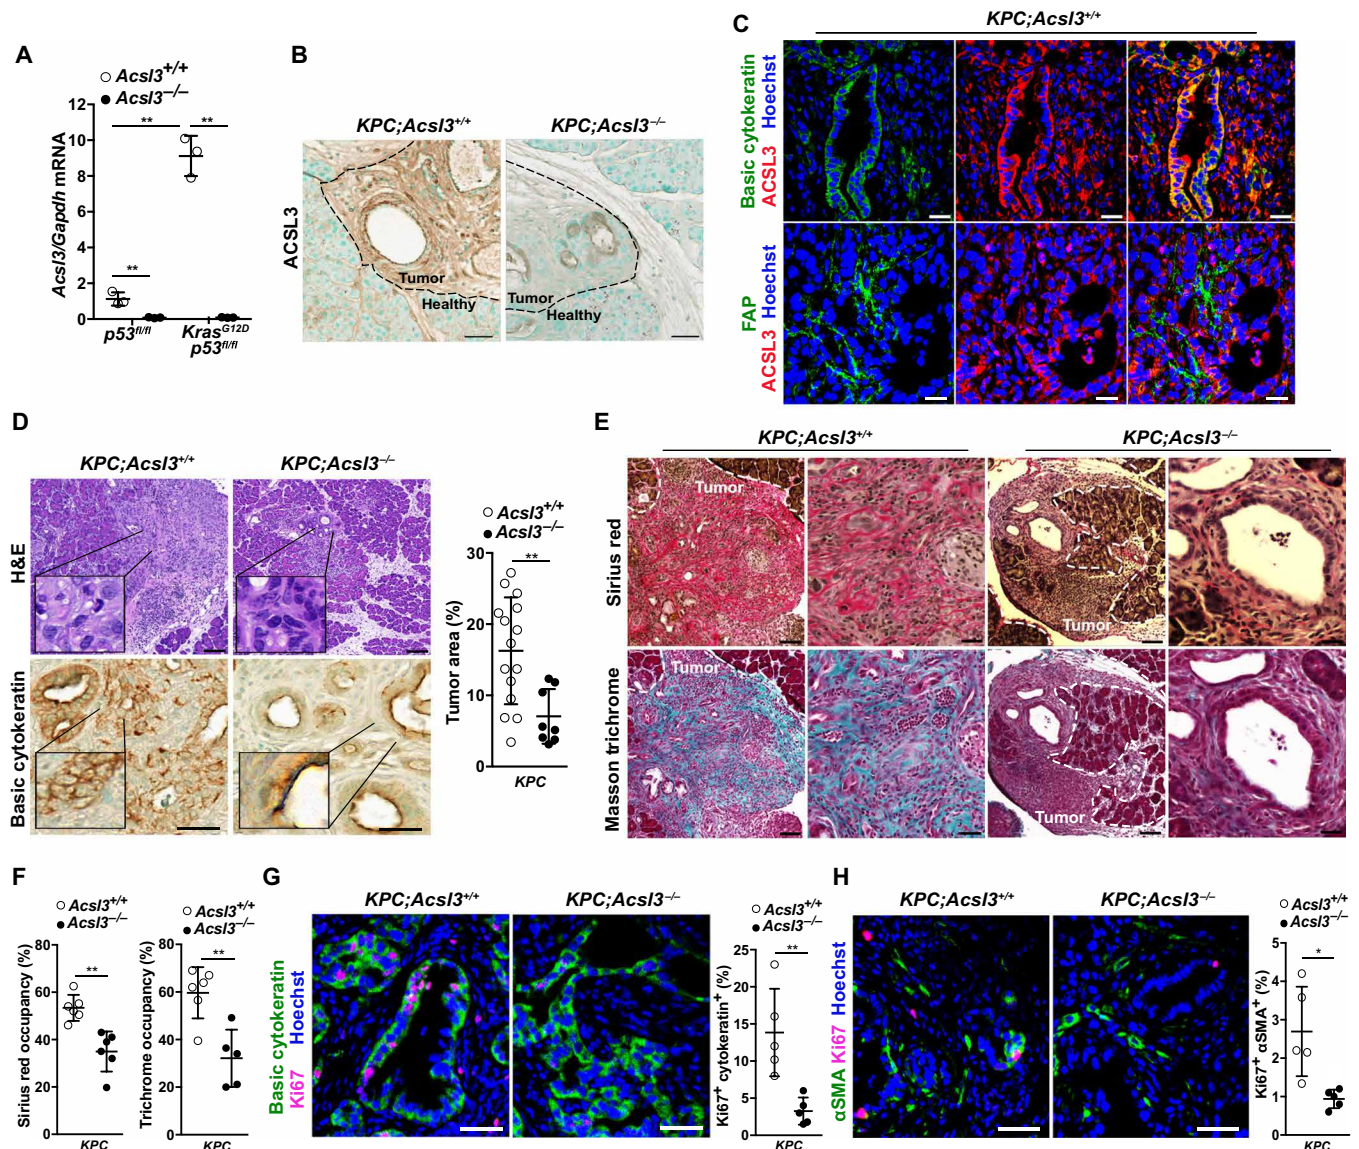 A
Acsl3+/+
Acsl3−/−
Acsl3/Gapdh mRNA
12
10
8
6
4
2
0
**
**
**
p53fl/fl
KrasG12D
p53fl/fl
B
KPC;Acsl3+/+
KPC;Acsl3−/−
ACSL3
Tumor
Healthy
Tumor
Healthy
C
KPC;Acsl3+/+
Basic cytokeratin
ACSL3 Hoechst
FAP
ACSL3 Hoechst
D
KPC;Acsl3+/+
KPC;Acsl3−/−
H&E
Basic cytokeratin
Acsl3+/+
Acsl3−/−
Tumor area (%)
30
20
10
0
**
KPC
E
KPC;Acsl3+/+
KPC;Acsl3−/−
Sirius red
Tumor
Tumor
Masson trichrome
Tumor
Tumor
F
Acsl3+/+
Acsl3−/−
Sirius red occupancy (%)
80
60
40
20
0
**
KPC
Acsl3+/+
Acsl3−/−
Trichrome occupancy (%)
80
60
40
20
0
**
KPC
G
KPC;Acsl3+/+
KPC;Acsl3−/−
Basic cytokeratin
Ki67 Hoechst
Acsl3+/+
Acsl3−/−
Ki67+ cytokeratin+ (%)
25
20
15
10
5
0
**
KPC
H
KPC;Acsl3+/+
KPC;Acsl3−/−
αSMA Ki67 Hoechst
Acsl3+/+
Acsl3−/−
Ki67+ αSMA+ (%)
5
4
3
2
1
0
*
KPC